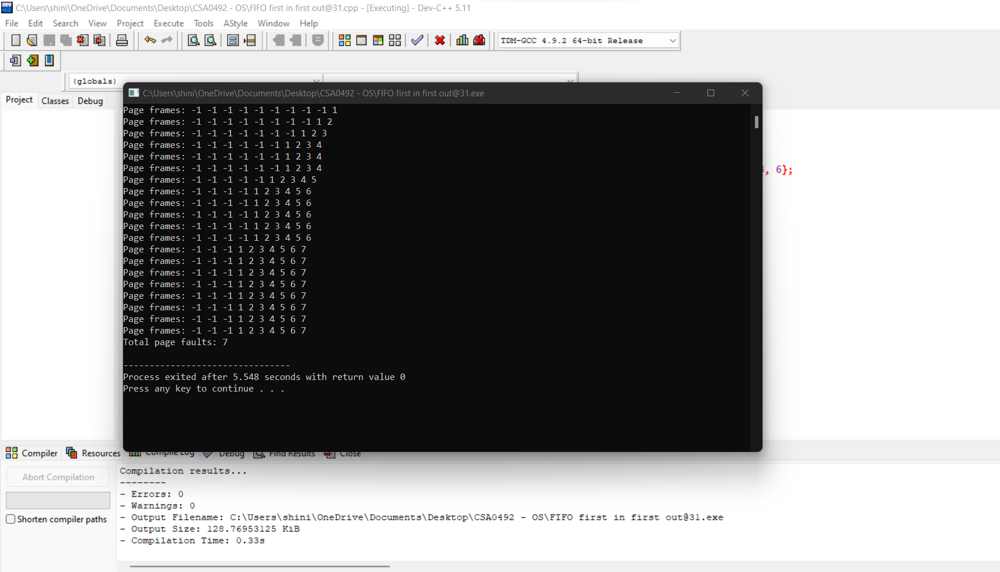 C:\Users\shini\OneDrive\Documents\Desktop\CSA0492 - OS\FIFO first in first out@31.cpp - [Executing] - Dev-C++ 5.11
File Edit Search View Project Execute Tools AStyle Window Help
TDM-GCC 4.9.2 64-bit Release
(globals)
Project Classes Debug
C:\Users\shini\OneDrive\Documents\Desktop\CSA0492 - OS\FIFO first in first out@31.exe
Page frames: -1 -1 -1 -1 -1 -1 -1 -1 -1 1
Page frames: -1 -1 -1 -1 -1 -1 -1 -1 1 2
Page frames: -1 -1 -1 -1 -1 -1 -1 1 2 3
Page frames: -1 -1 -1 -1 -1 -1 1 2 3 4
Page frames: -1 -1 -1 -1 -1 -1 1 2 3 4
Page frames: -1 -1 -1 -1 -1 -1 1 2 3 4
Page frames: -1 -1 -1 -1 -1 1 2 3 4 5
Page frames: -1 -1 -1 -1 1 2 3 4 5 6
Page frames: -1 -1 -1 -1 1 2 3 4 5 6
Page frames: -1 -1 -1 -1 1 2 3 4 5 6
Page frames: -1 -1 -1 -1 1 2 3 4 5 6
Page frames: -1 -1 -1 -1 1 2 3 4 5 6
Page frames: -1 -1 -1 1 2 3 4 5 6 7
Page frames: -1 -1 -1 1 2 3 4 5 6 7
Page frames: -1 -1 -1 1 2 3 4 5 6 7
Page frames: -1 -1 -1 1 2 3 4 5 6 7
Page frames: -1 -1 -1 1 2 3 4 5 6 7
Page frames: -1 -1 -1 1 2 3 4 5 6 7
Page frames: -1 -1 -1 1 2 3 4 5 6 7
Page frames: -1 -1 -1 1 2 3 4 5 6 7
Total page faults: 7
--------------------------------
Process exited after 5.548 seconds with return value 0
Press any key to continue . . .
, 6};
Compiler Resources Compile Log Debug Find Results Close
Abort Compilation
Shorten compiler paths
Compilation results...
--------
- Errors: 0
- Warnings: 0
- Output Filename: C:\Users\shini\OneDrive\Documents\Desktop\CSA0492 - OS\FIFO first in first out@31.exe
- Output Size: 128.76953125 KiB
- Compilation Time: 0.33s